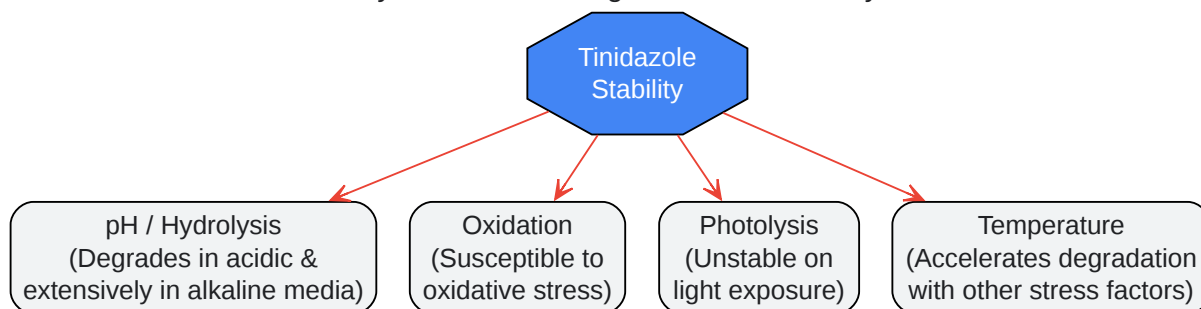 Tinidazole
Stability
pH / Hydrolysis
(Degrades in acidic &
extensively in alkaline media)
Oxidation
(Susceptible to
oxidative stress)
Photolysis
(Unstable on
light exposure)
Temperature
(Accelerates degradation
with other stress factors)